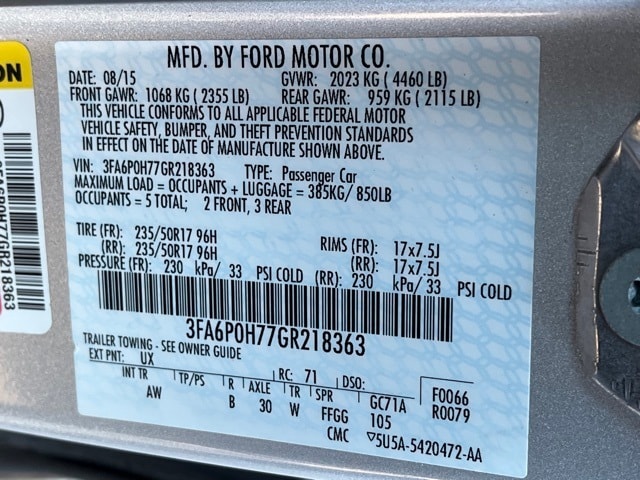 MFD. BY FORD MOTOR CO.
DATE: 08/15 GVWR: 2023 KG ( 4460 LB)
FRONT GAWR: 1068 KG ( 2355 LB) REAR GAWR: 959 KG ( 2115 LB)
THIS VEHICLE CONFORMS TO ALL APPLICABLE FEDERAL MOTOR
VEHICLE SAFETY, BUMPER, AND THEFT PREVENTION STANDARDS
IN EFFECT ON THE DATE OF MANUFACTURE SHOWN ABOVE.
VIN: 3FA6P0H77GR218363 TYPE: Passenger Car
MAXIMUM LOAD = OCCUPANTS + LUGGAGE = 385KG/ 850LB
OCCUPANTS = 5 TOTAL; 2 FRONT, 3 REAR
TIRE (FR): 235/50R17 96H RIMS (FR): 17x7.5J
(RR): 235/50R17 96H (RR): 17x7.5J
PRESSURE (FR): 230 kPa/ 33 PSI COLD (RR): 230 kPa/ 33 PSI COLD
3FA6P0H77GR218363
TRAILER TOWING - SEE OWNER GUIDE
EXT PNT: UX RC: 71 DSO: F0066
INT TR TP/PS R AXLE TR SPR GC71A R0079
AW B 30 W FFGG 105
CMC ▽5U5A-5420472-AA
ON
3FA6P0H77GR218363